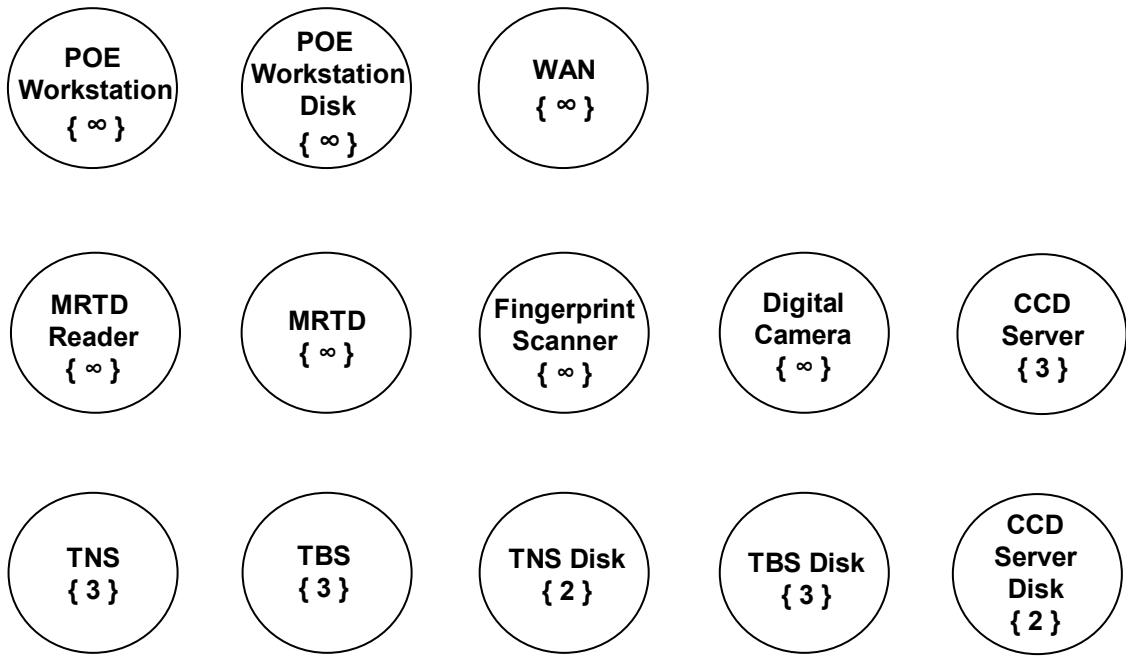 POE
Workstation
{ ∞ }
POE
Workstation
Disk
{ ∞ }
WAN
{ ∞ }
MRTD
Reader
{ ∞ }
MRTD
{ ∞ }
Fingerprint
Scanner
{ ∞ }
Digital
Camera
{ ∞ }
CCD
Server
{ 3 }
TNS
{ 3 }
TBS
{ 3 }
TNS Disk
{ 2 }
TBS Disk
{ 3 }
CCD
Server
Disk
{ 2 }